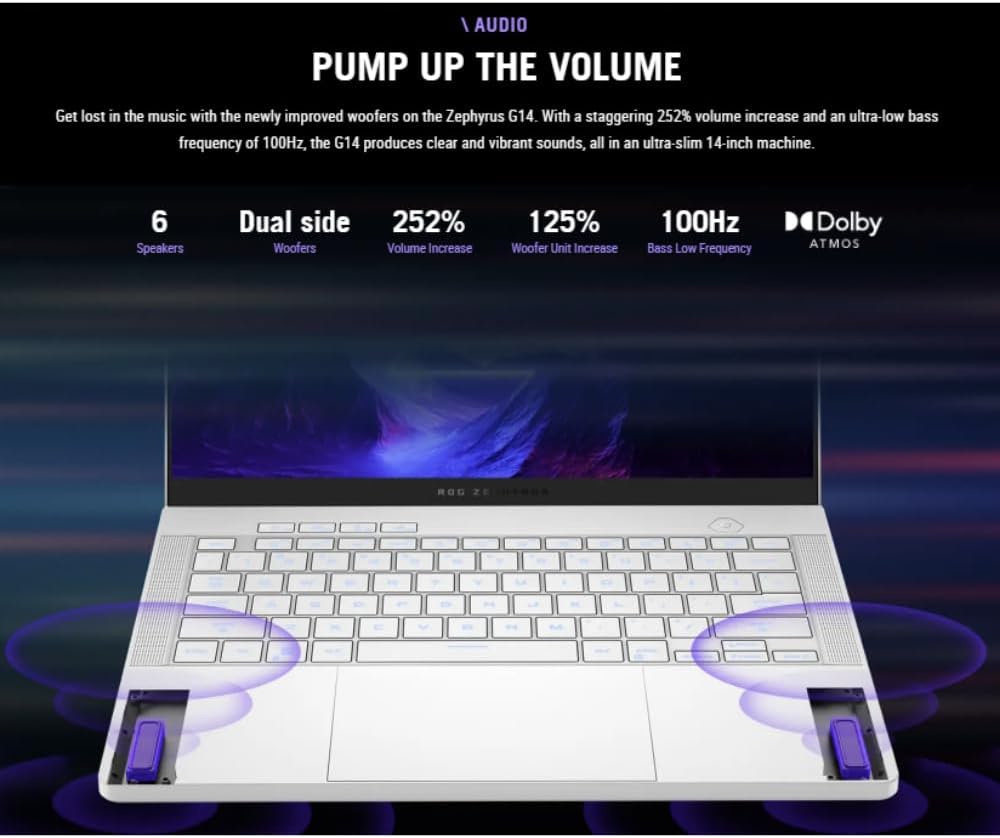 \ AUDIO
PUMP UP THE VOLUME
Get lost in the music with the newly improved woofers on the Zephyrus G14. With a staggering 252% volume increase and an ultra-low bass
frequency of 100Hz, the G14 produces clear and vibrant sounds, all in an ultra-slim 14-inch machine.
6 Dual side 252% 125% 100Hz Dolby
Speakers Woofers Volume Increase Woofer Unit Increase Bass Low Frequency ATMOS
ROG